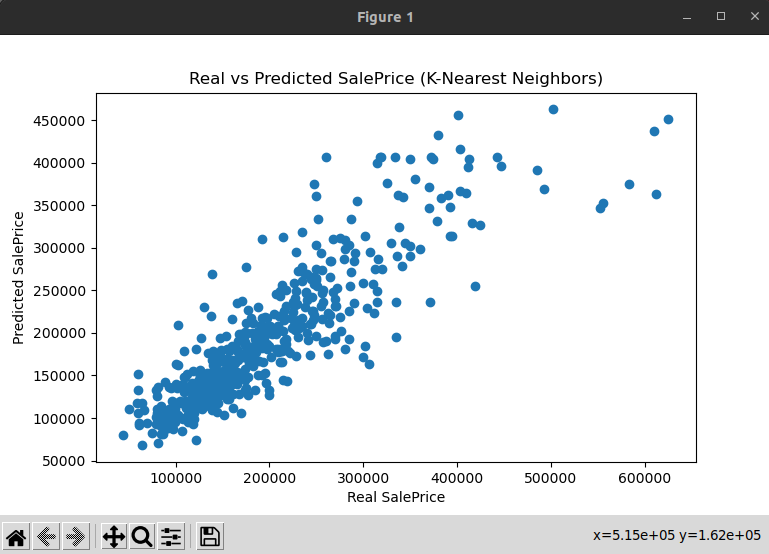 Figure 1
Real vs Predicted SalePrice (K-Nearest Neighbors)
450000
400000
350000
300000
250000
200000
150000
100000
50000
Predicted SalePrice
100000 200000 300000 400000 500000 600000
Real SalePrice
x=5.15e+05 y=1.62e+05